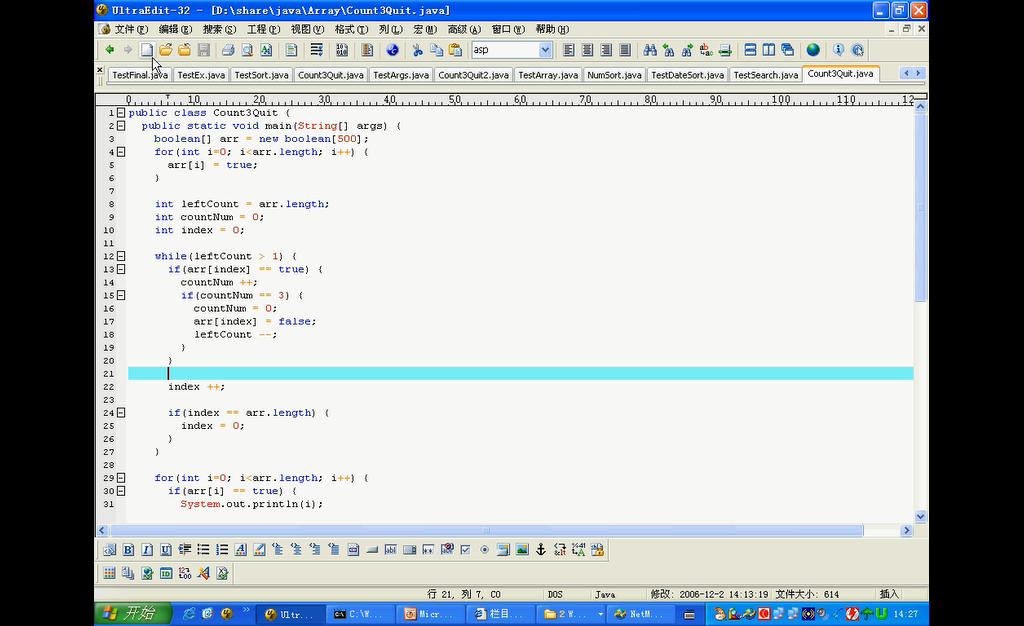 UltraEdit-32 - [D:\share\java\Array\Count3Quit.java]
文件(F) 编辑(E) 搜索(S) 工程(P) 视图(V) 格式(T) 列(L) 宏(M) 高级(A) 窗口(W) 帮助(H)
asp
TestFinal.java TestEx.java TestSort.java Count3Quit.java TestArgs.java Count3Quit2.java TestArray.java NumSort.java TestDateSort.java TestSearch.java Count3Quit.java
0 10 20 30 40 50 60 70 80 90 100 110 12
1 public class Count3Quit {
2 public static void main(String[] args) {
3 boolean[] arr = new boolean[500];
4 for(int i=0; i<arr.length; i++) {
5 arr[i] = true;
6 }
7
8 int leftCount = arr.length;
9 int countNum = 0;
10 int index = 0;
11
12 while(leftCount > 1) {
13 if(arr[index] == true) {
14 countNum ++;
15 if(countNum == 3) {
16 countNum = 0;
17 arr[index] = false;
18 leftCount --;
19 }
20 }
21
22 index ++;
23
24 if(index == arr.length) {
25 index = 0;
26 }
27 }
28
29 for(int i=0; i<arr.length; i++) {
30 if(arr[i] == true) {
31 System.out.println(i);
行 21, 列 7, C0 DOS Java 修改: 2006-12-2 14:13:19 文件大小: 614 插入
开始 Ultr... C:\W... Micr... 栏目... 2 W... NetM... 14:27